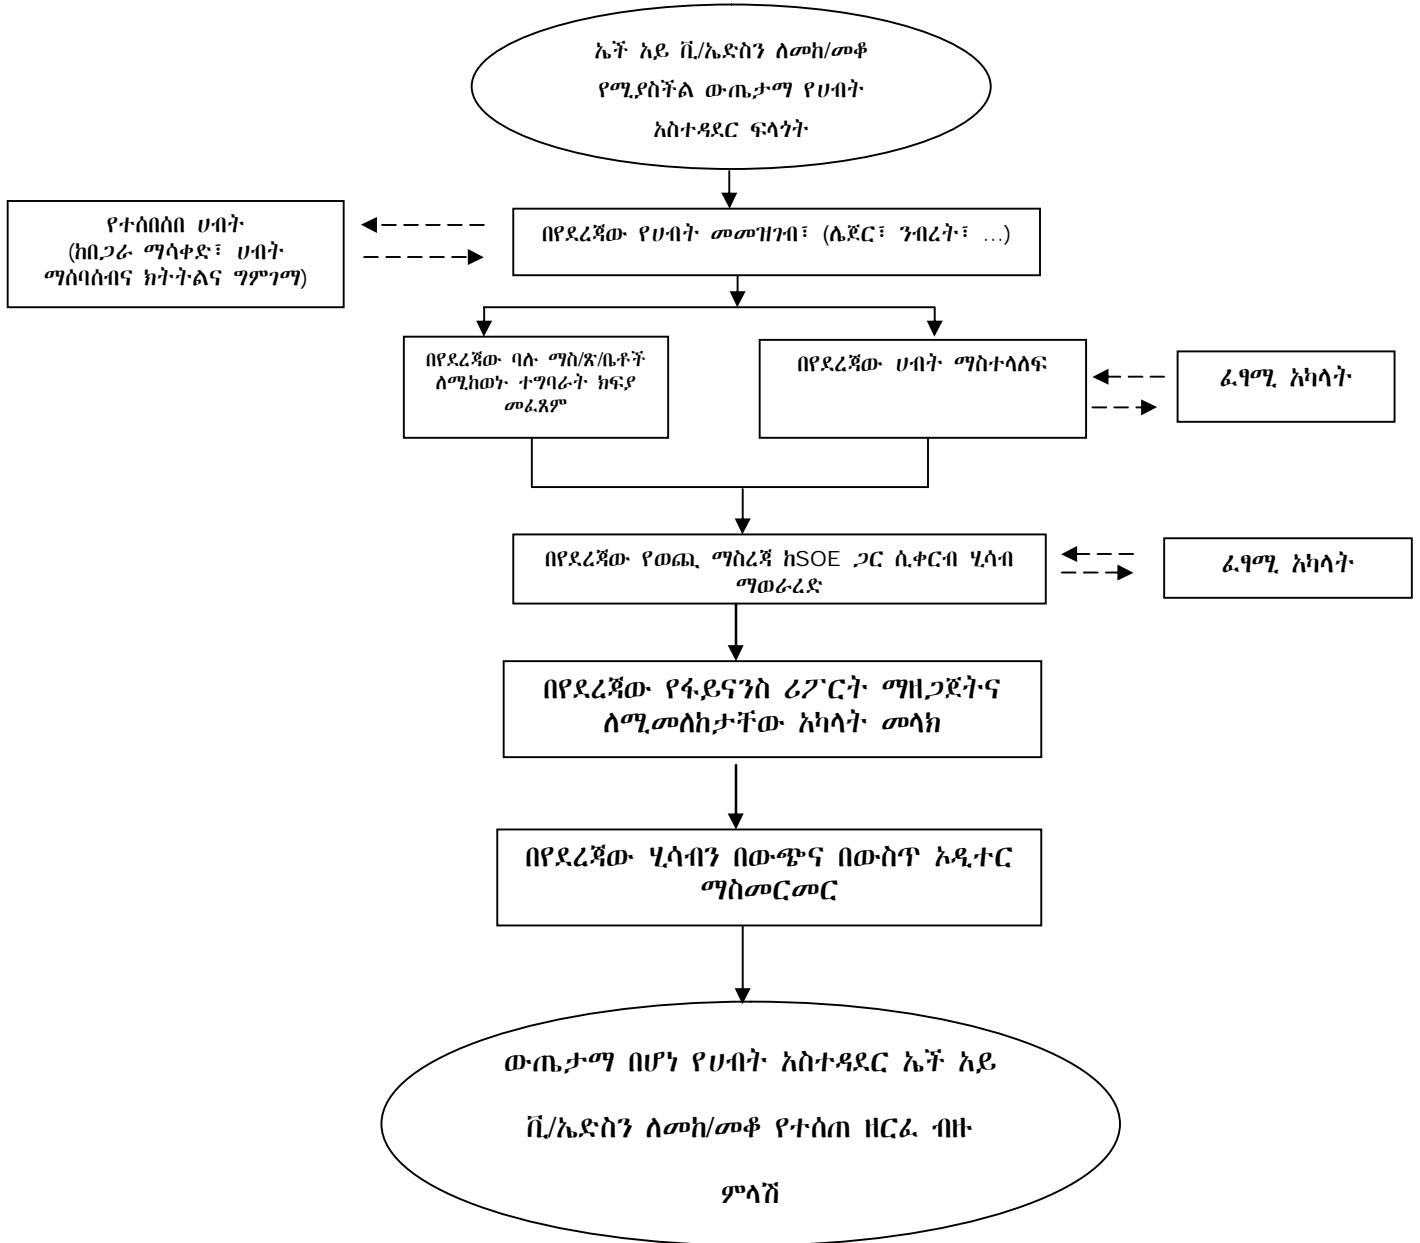 ኤች አይ ቪ/ኤድስን ለመከ/መቆ
የሚያስችል ውጤታማ የሀብት
አስተዳደር ፍላጎት
የተሰበሰበ ሀብት
(ከበጋራ ማሳቀድ፣ ሀብት
ማሰባሰብና ክትትልና ግምገማ)
በየደረጃው የሀብት መመዝገብ፣ (ሌጀር፣ ንብረት፣ …)
በየደረጃው ባሉ ማስ/ጽ/ቤቶች
ለሚከወኑ ተግባራት ክፍያ
መፈጸም
በየደረጃው ሀብት ማስተላለፍ
ፈፃሚ አካላት
በየደረጃው የወጪ ማስረጃ ከSOE ጋር ሲቀርብ ሂሳብ
ማወራረድ
ፈፃሚ አካላት
በየደረጃው የፋይናንስ ሪፖርት ማዘጋጀትና
ለሚመለከታቸው አካላት መላክ
በየደረጃው ሂሳብን በውጭና በውስጥ ኦዲተር
ማስመርመር
ውጤታማ በሆነ የሀብት አስተዳደር ኤች አይ
ቪ/ኤድስን ለመከ/መቆ የተሰጠ ዘርፈ ብዙ
ምላሽ